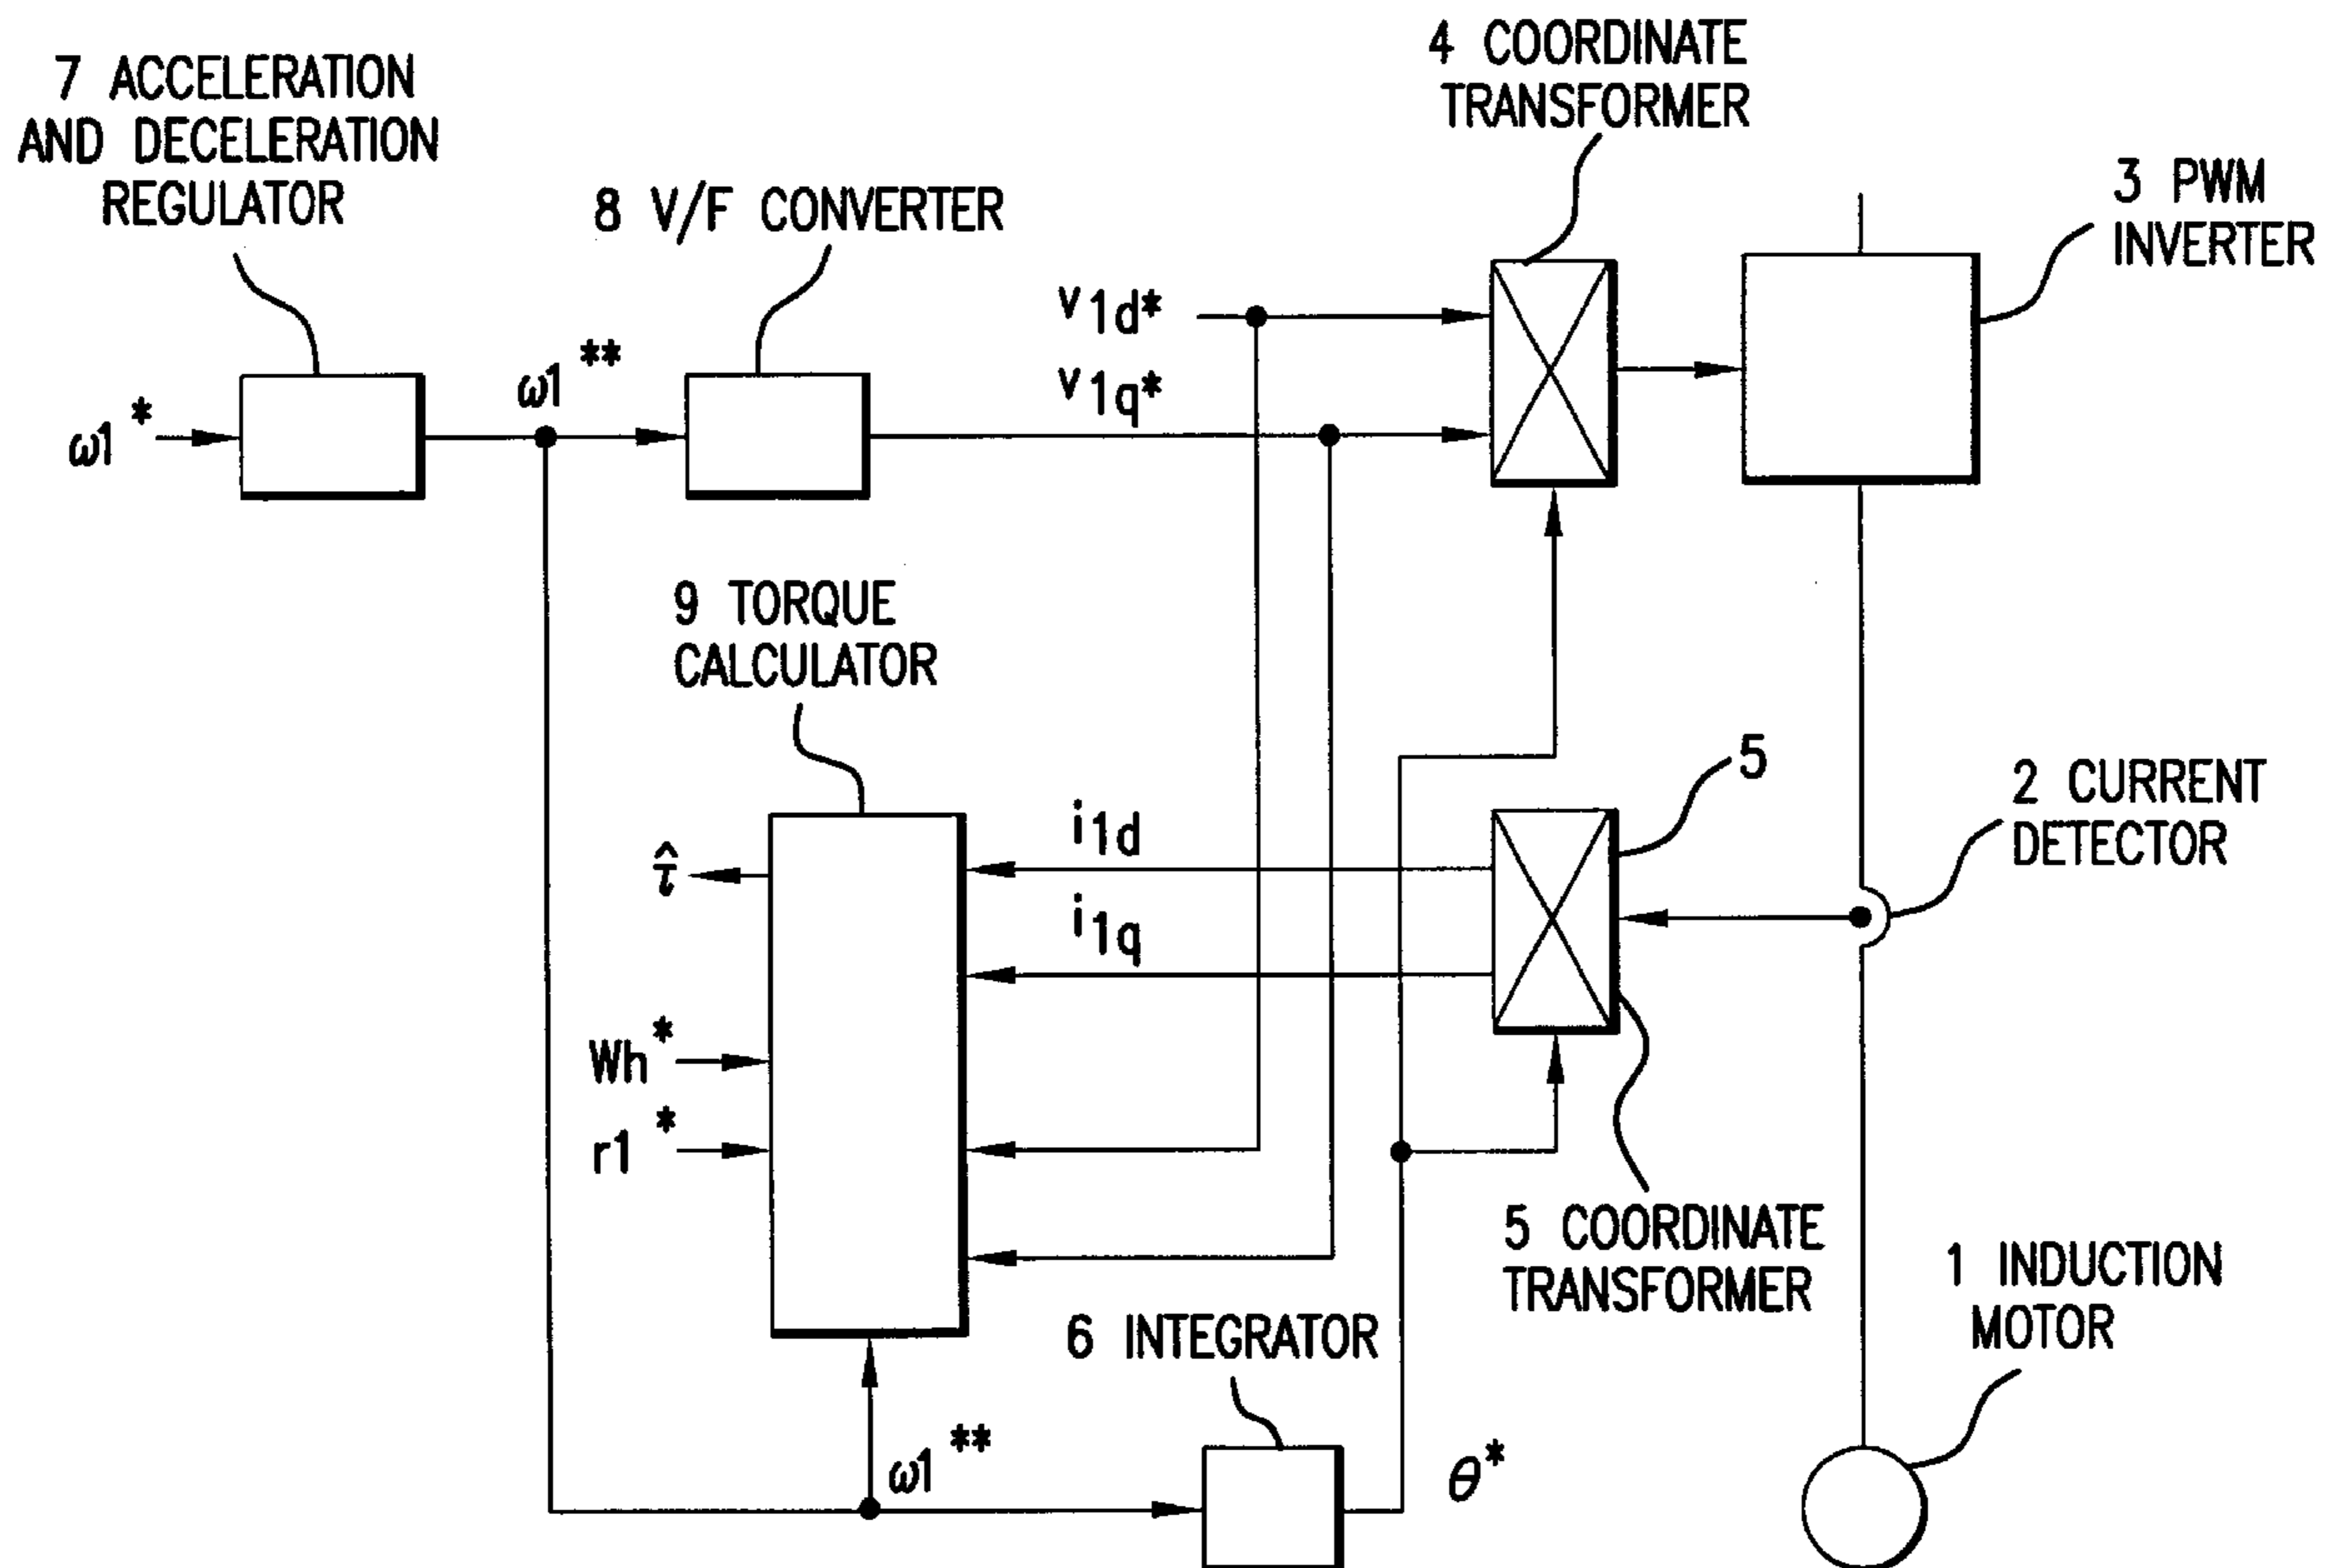 7 ACCELERATION
AND DECELERATION
REGULATOR
8 V/F CONVERTER
4 COORDINATE
TRANSFORMER
3 PWM
INVERTER
v1d*
v1q*
ω1*
ω1**
9 TORQUE
CALCULATOR
5
2 CURRENT
DETECTOR
i1d
i1q
τ̂
Wh*
r1*
5 COORDINATE
TRANSFORMER
1 INDUCTION
MOTOR
6 INTEGRATOR
ω1**
θ*